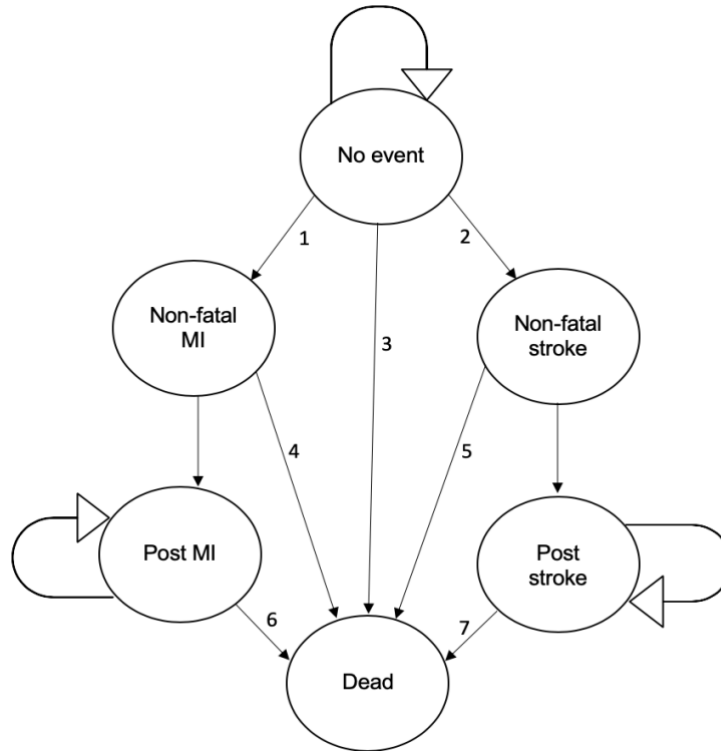 No event
1
2
Non-fatal
MI
3
Non-fatal
stroke
4
5
Post MI
Post
stroke
6
7
Dead